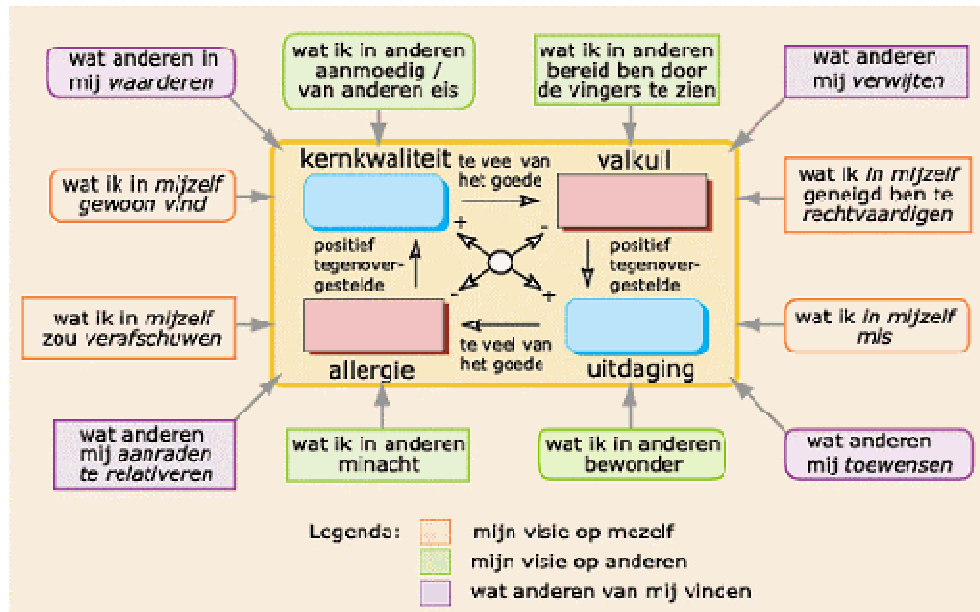 wat anderen in
mij waarderen
wat ik in anderen
aanmoedig /
van anderen eis
wat ik in anderen
bereid ben door
de vingers te zien
wat anderen
mij verwijten
kernkwaliteit
te veel van
het goede
valkuil
wat ik in mijzelf
gewoon vind
wat ik in mijzelf
geneigd ben te
rechtvaardigen
+
-
positief
tegenover-
gestelde
positief
tegenover-
gestelde
-
+
wat ik in mijzelf
zou verafschuwen
wat ik in mijzelf
mis
allergie
te veel van
het goede
uitdaging
wat anderen
mij aanraden
te relativeren
wat ik in anderen
minacht
wat ik in anderen
bewonder
wat anderen
mij toewensen
Legenda:
mijn visie op mezelf
mijn visie op anderen
wat anderen van mij vincen